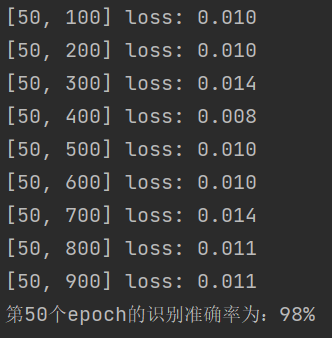 [50, 100] loss: 0.010
[50, 200] loss: 0.010
[50, 300] loss: 0.014
[50, 400] loss: 0.008
[50, 500] loss: 0.010
[50, 600] loss: 0.010
[50, 700] loss: 0.014
[50, 800] loss: 0.011
[50, 900] loss: 0.011
第50个epoch的识别准确率为：98%